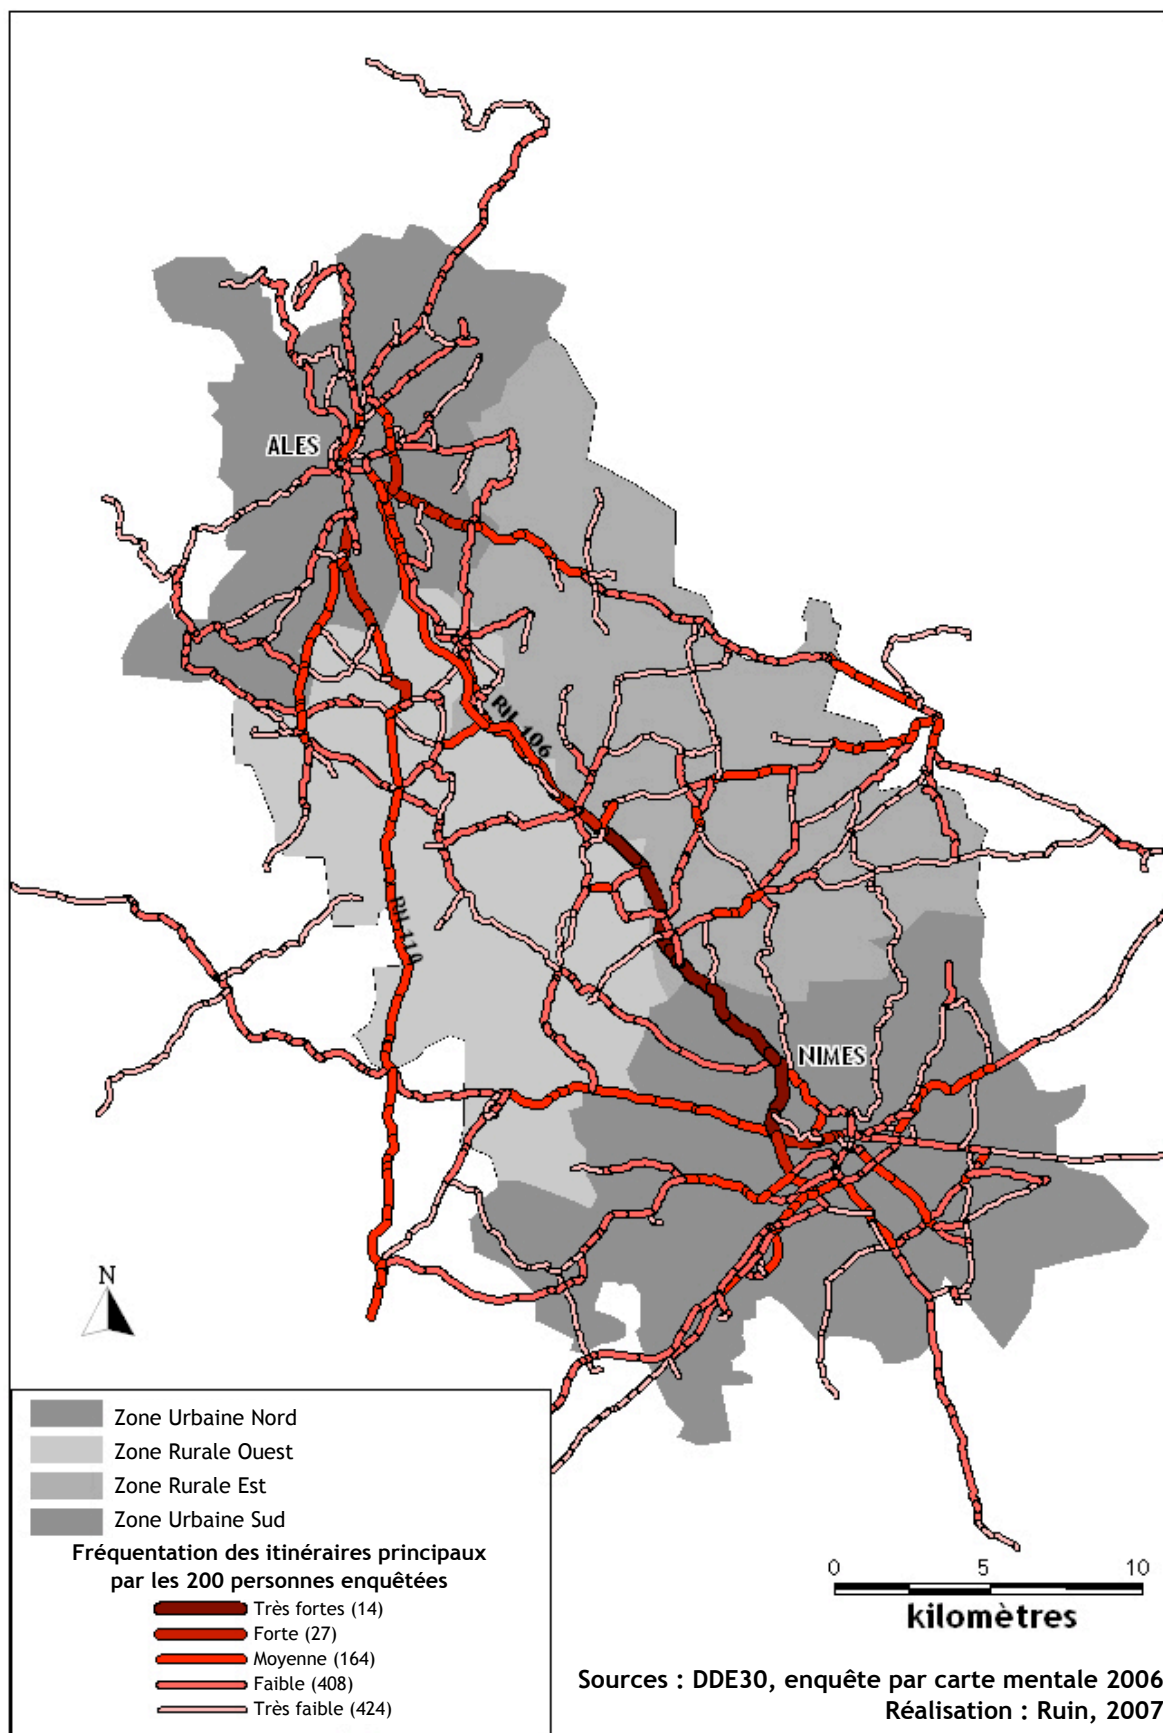 ALES
RN 106
RN 110
NIMES
N
Zone Urbaine Nord
Zone Rurale Ouest
Zone Rurale Est
Zone Urbaine Sud
Fréquentation des itinéraires principaux
par les 200 personnes enquêtées
Très fortes (14)
Forte (27)
Moyenne (164)
Faible (408)
Très faible (424)
0 5 10
kilomètres
Sources : DDE30, enquête par carte mentale 2006
Réalisation : Ruin, 2007